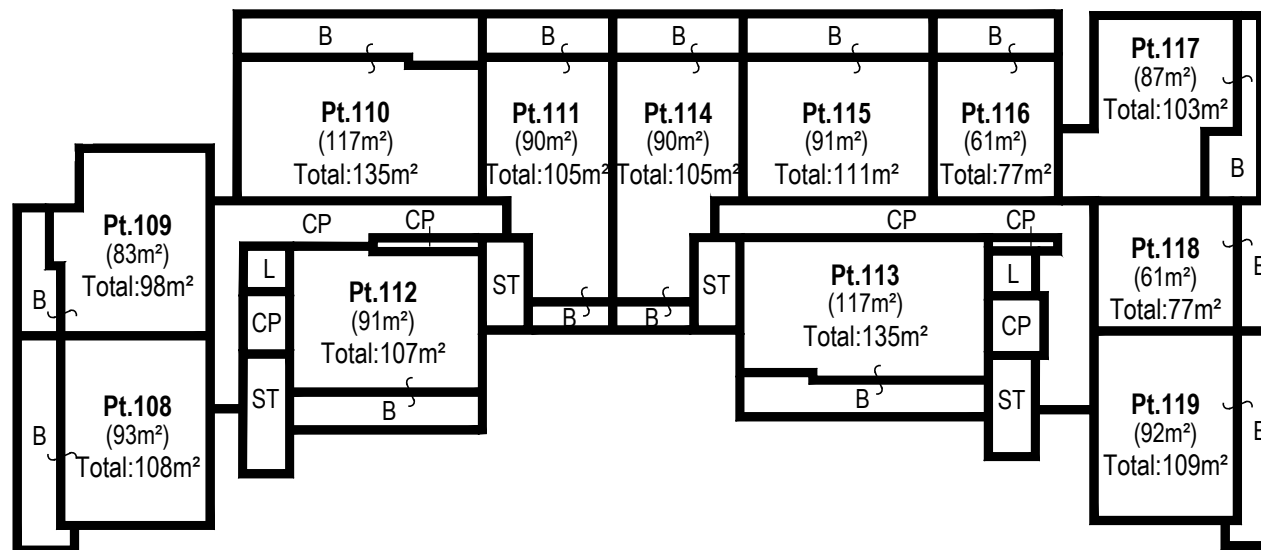 B
B
B
B
B
Pt.110
(117m²)
Total:135m²
Pt.111
(90m²)
Total:105m²
Pt.114
(90m²)
Total:105m²
Pt.115
(91m²)
Total:111m²
Pt.116
(61m²)
Total:77m²
Pt.117
(87m²)
Total:103m²
B
Pt.109
(83m²)
Total:98m²
B
CP
CP
CP
CP
L
CP
ST
Pt.112
(91m²)
Total:107m²
B
ST
B
B
ST
Pt.113
(117m²)
Total:135m²
B
L
CP
ST
Pt.118
(61m²)
Total:77m²
B
Pt.108
(93m²)
Total:108m²
B
Pt.119
(92m²)
Total:109m²
B